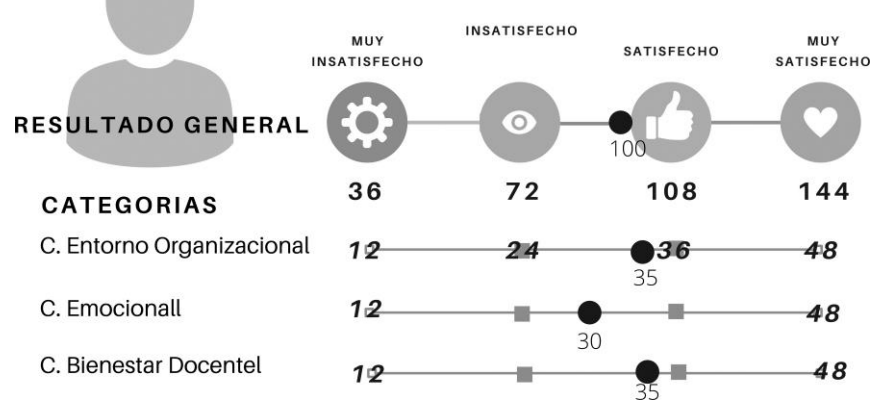 MUY
INSATISFECHO
INSATISFECHO
SATISFECHO
MUY
SATISFECHO
RESULTADO GENERAL
100
36 72 108 144
CATEGORIAS
C. Entorno Organizacional 12 24 36 48
35
C. Emocionall 12 48
30
C. Bienestar Docentel 12 48
35